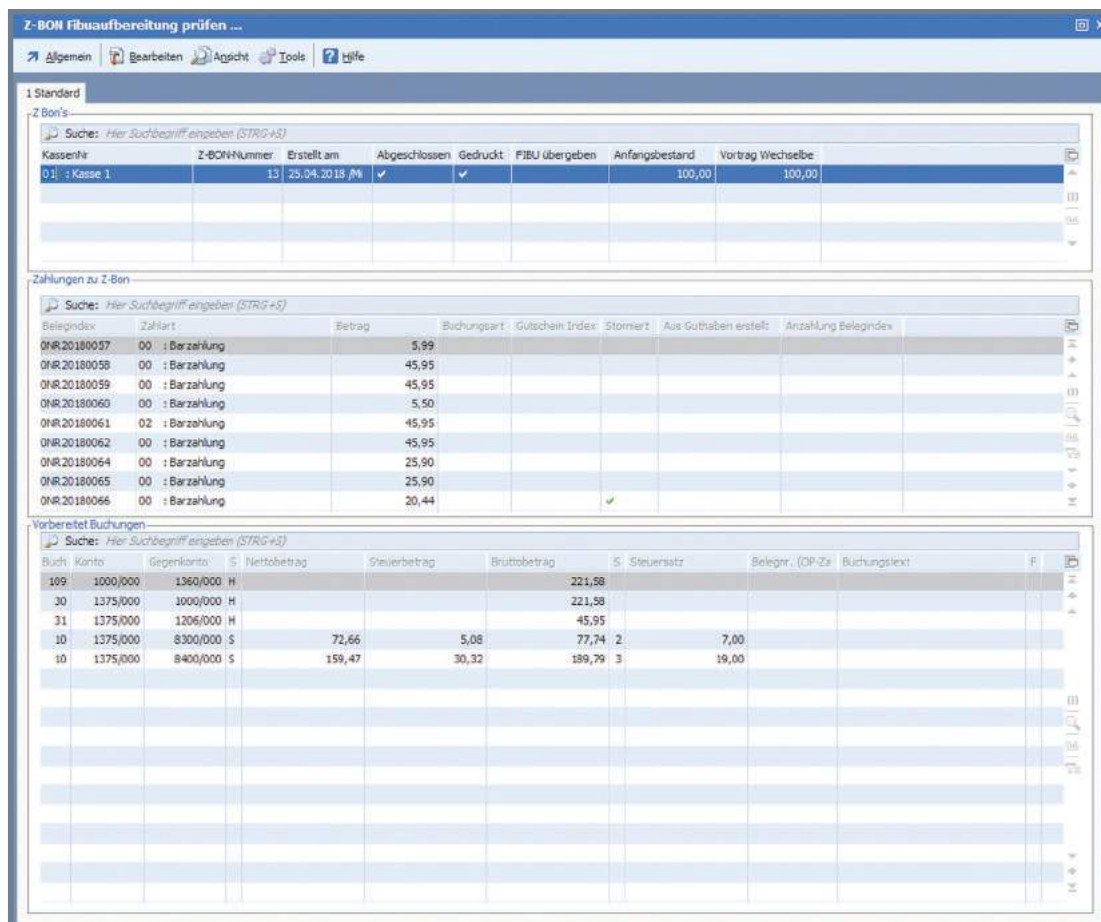 Z-BON Fibuaufbereitung prüfen ...
Allgemein Bearbeiten Ansicht Tools Hilfe
1 Standard
Z Bon's
Suche: Hier Suchbegriff eingeben (STRG+S)
KassenNr Z-BON-Nummer Erstellt am Abgeschlossen Gedruckt FIBU übergeben Anfangsbestand Vortrag Wechselbe
01 : Kasse 1 13 25.04.2018 /Mi 100,00 100,00
Zahlungen zu Z-Bon
Suche: Hier Suchbegriff eingeben (STRG+S)
Belegindex Zahlart Betrag Buchungsart Gutschein Index Storniert Aus Guthaben erstellt Anzahlung Belegindex
0NR20180057 00 : Barzahlung 5,99
0NR20180058 00 : Barzahlung 45,95
0NR20180059 00 : Barzahlung 45,95
0NR20180060 00 : Barzahlung 5,50
0NR20180061 02 : Barzahlung 45,95
0NR20180062 00 : Barzahlung 45,95
0NR20180064 00 : Barzahlung 25,90
0NR20180065 00 : Barzahlung 25,90
0NR20180066 00 : Barzahlung 20,44
Vorbereitet Buchungen
Suche: Hier Suchbegriff eingeben (STRG+S)
Buch Konto Gegenkonto S Nettobetrag Steuerbetrag Bruttobetrag S Steuersatz Belegnr. (OP-Za Buchungstext F
109 1000/000 1360/000 H 221,58
30 1375/000 1000/000 H 221,58
31 1375/000 1206/000 H 45,95
10 1375/000 8300/000 S 72,66 5,08 77,74 2 7,00
10 1375/000 8400/000 S 159,47 30,32 189,79 3 19,00